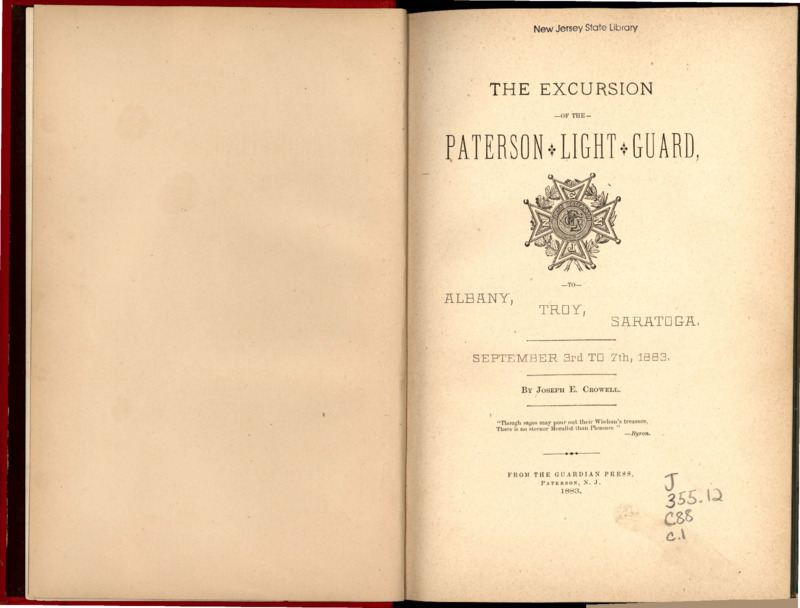 New Jersey State Library
THE EXCURSION
—OF THE—
PATERSON LIGHT GUARD,
—TO—
ALBANY,
TROY,
SARATOGA.
SEPTEMBER 3rd TO 7th, 1883.
BY JOSEPH E. CROWELL.
"Though sages may pour out their Wisdom's treasure,
There is no sterner Moralist than Pleasure"
—Byron.
FROM THE GUARDIAN PRESS,
PATERSON, N. J.
1883.
J
355.12
C88
c.1